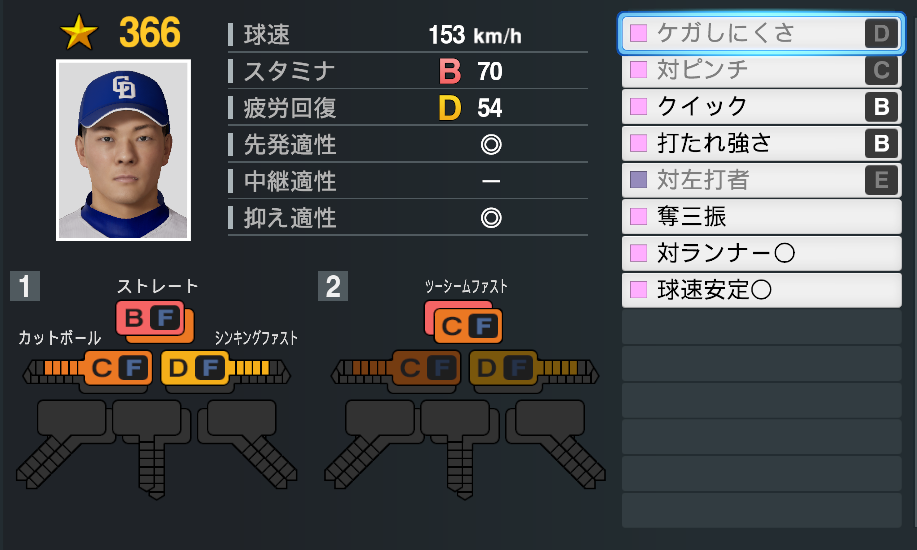 366
球速 153 km/h
スタミナ B 70
疲労回復 D 54
先発適性 ◎
中継適性 －
抑え適性 ◎
ケガしにくさ D
対ピンチ C
クイック B
打たれ強さ B
対左打者 E
奪三振
対ランナー○
球速安定○
1
ストレート
B F
カットボール
シンキングファスト
C F
D F
2
ツーシームファスト
C F
C F
D F
CD